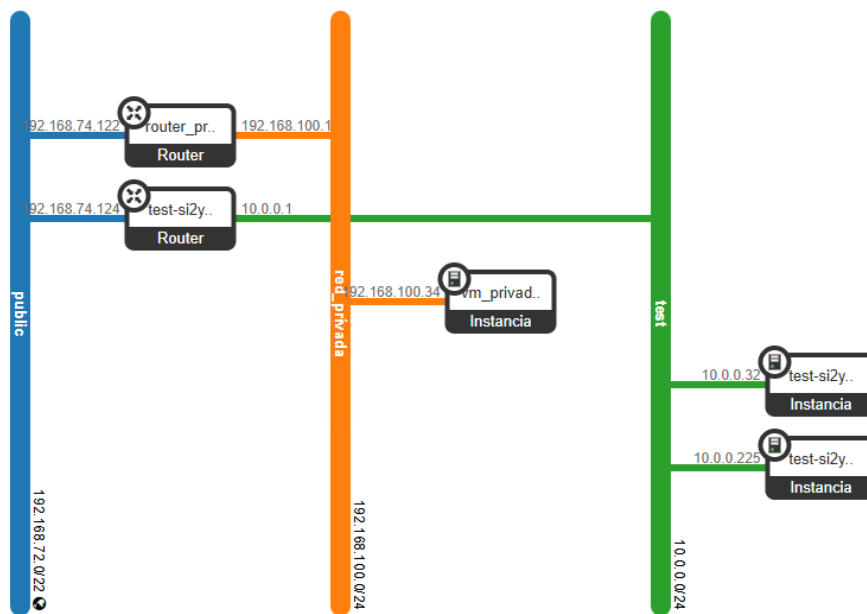 192.168.74.122
router_pr..
192.168.100.1
Router
192.168.74.124
test-si2y..
10.0.0.1
Router
public
red_privada
test
192.168.100.34
vm_privad..
Instancia
10.0.0.32
test-si2y..
Instancia
10.0.0.225
test-si2y..
Instancia
192.168.72.0/22
192.168.100.0/24
10.0.0.0/24